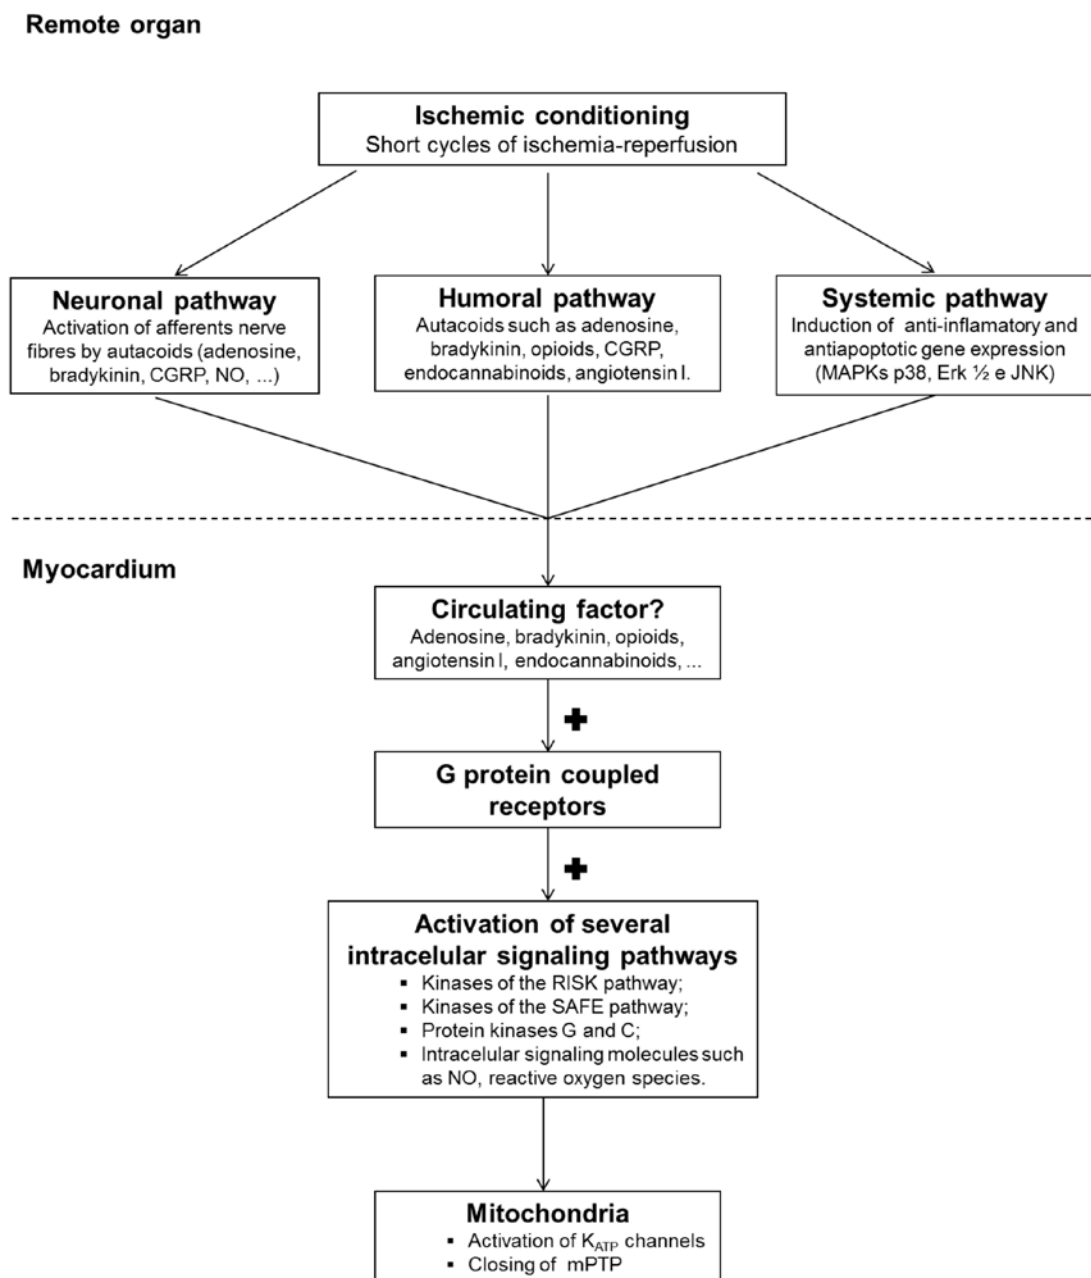 Remote organ
Ischemic conditioning
Short cycles of ischemia-reperfusion
Neuronal pathway
Activation of afferents nerve
fibres by autacoids (adenosine,
bradykinin, CGRP, NO, ...)
Humoral pathway
Autacoids such as adenosine,
bradykinin, opioids, CGRP,
endocannabinoids, angiotensin I.
Systemic pathway
Induction of anti-inflamatory and
antiapoptotic gene expression
(MAPKs p38, Erk ½ e JNK)
Myocardium
Circulating factor?
Adenosine, bradykinin, opioids,
angiotensin I, endocannabinoids, ...
+
G protein coupled
receptors
+
Activation of several
intracelular signaling pathways
▪ Kinases of the RISK pathway;
▪ Kinases of the SAFE pathway;
▪ Protein kinases G and C;
▪ Intracelular signaling molecules such
as NO, reactive oxygen species.
Mitochondria
▪ Activation of KATP channels
▪ Closing of mPTP